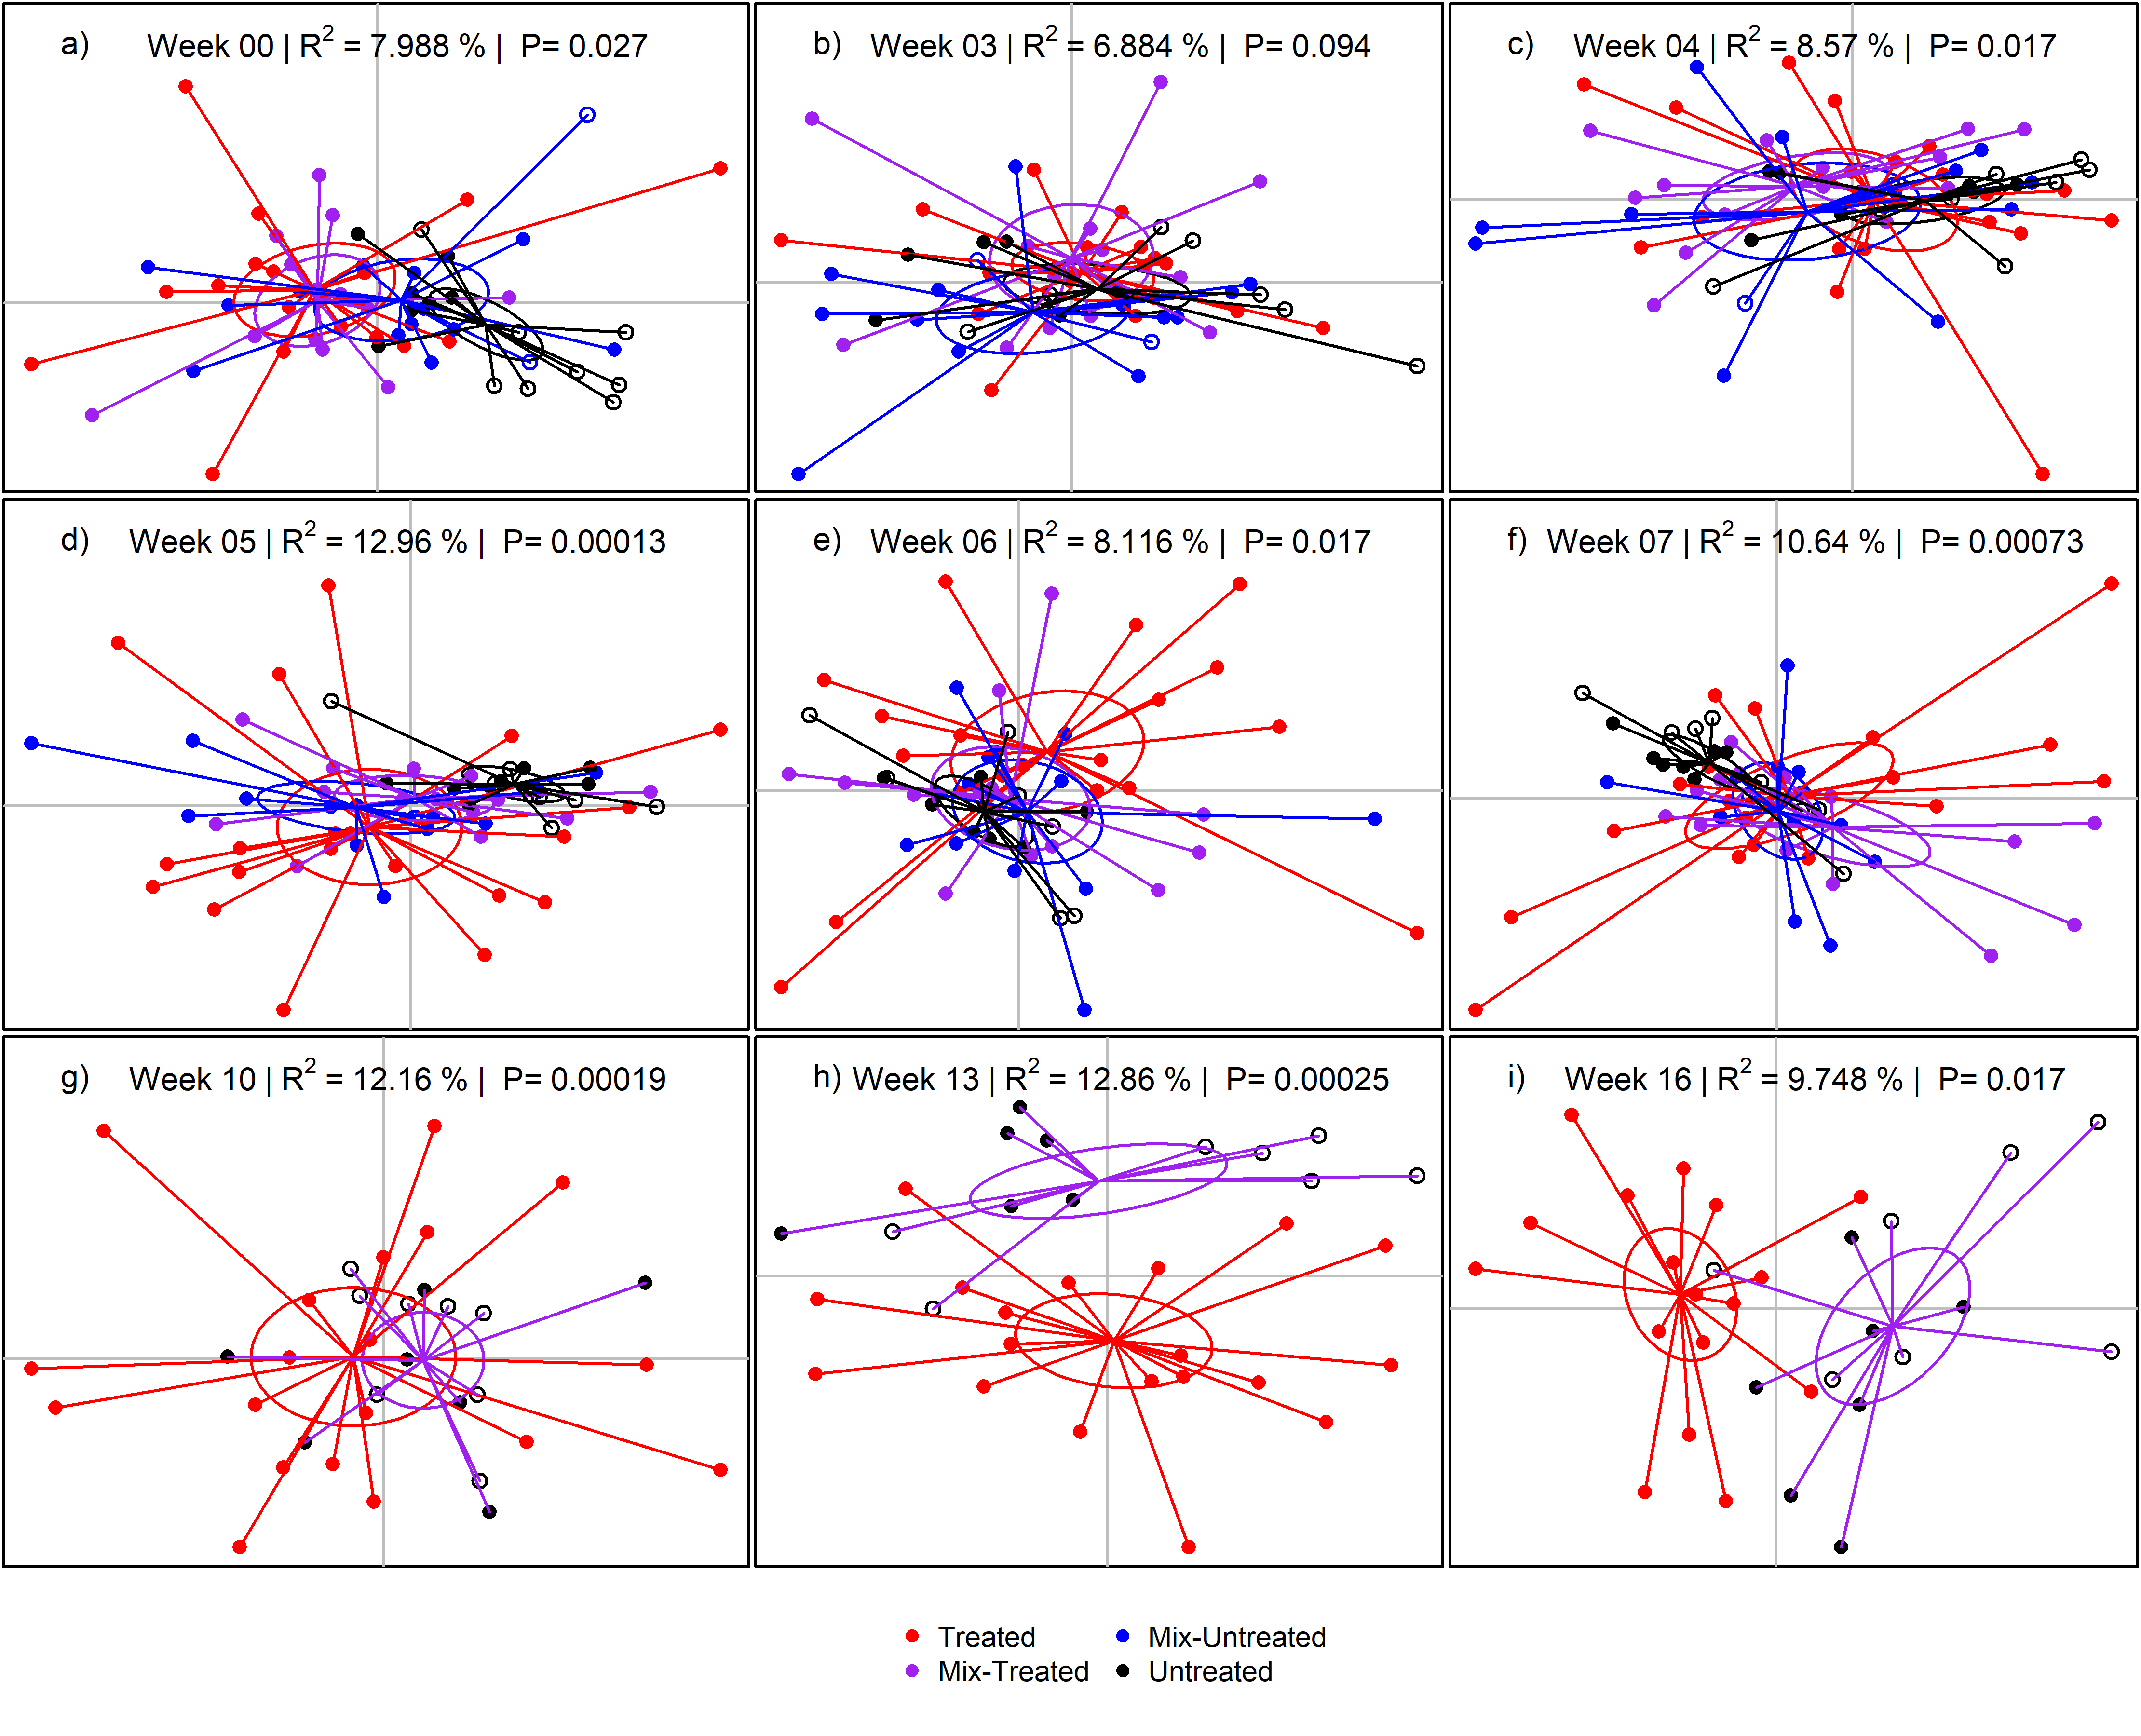 a) Week 00 | R2 = 7.988 % | P= 0.027
b) Week 03 | R2 = 6.884 % | P= 0.094
c) Week 04 | R2 = 8.57 % | P= 0.017
d) Week 05 | R2 = 12.96 % | P= 0.00013
e) Week 06 | R2 = 8.116 % | P= 0.017
f) Week 07 | R2 = 10.64 % | P= 0.00073
g) Week 10 | R2 = 12.16 % | P= 0.00019
h) Week 13 | R2 = 12.86 % | P= 0.00025
i) Week 16 | R2 = 9.748 % | P= 0.017
Treated
Mix-Untreated
Mix-Treated
Untreated